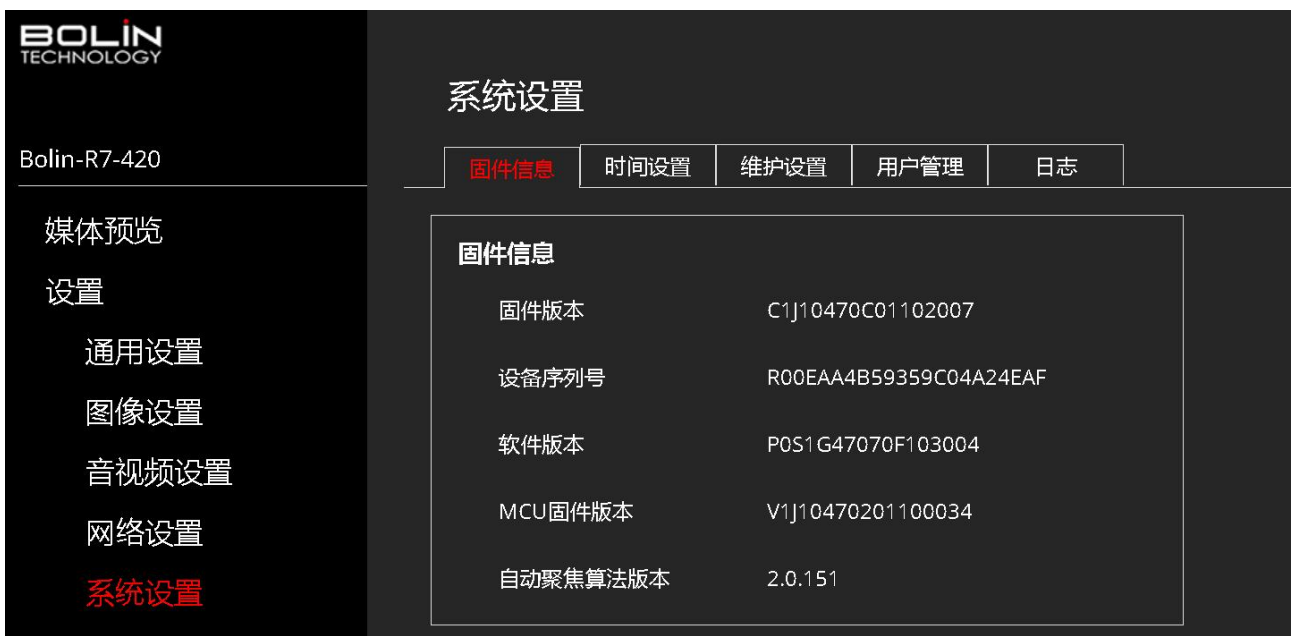 BOLIN
TECHNOLOGY
Bolin-R7-420
媒体预览
设置
通用设置
图像设置
音视频设置
网络设置
系统设置
系统设置
固件信息 时间设置 维护设置 用户管理 日志
固件信息
固件版本 C1J10470C01102007
设备序列号 R00EAA4B59359C04A24EAF
软件版本 P0S1G47070F103004
MCU固件版本 V1J10470201100034
自动聚焦算法版本 2.0.151